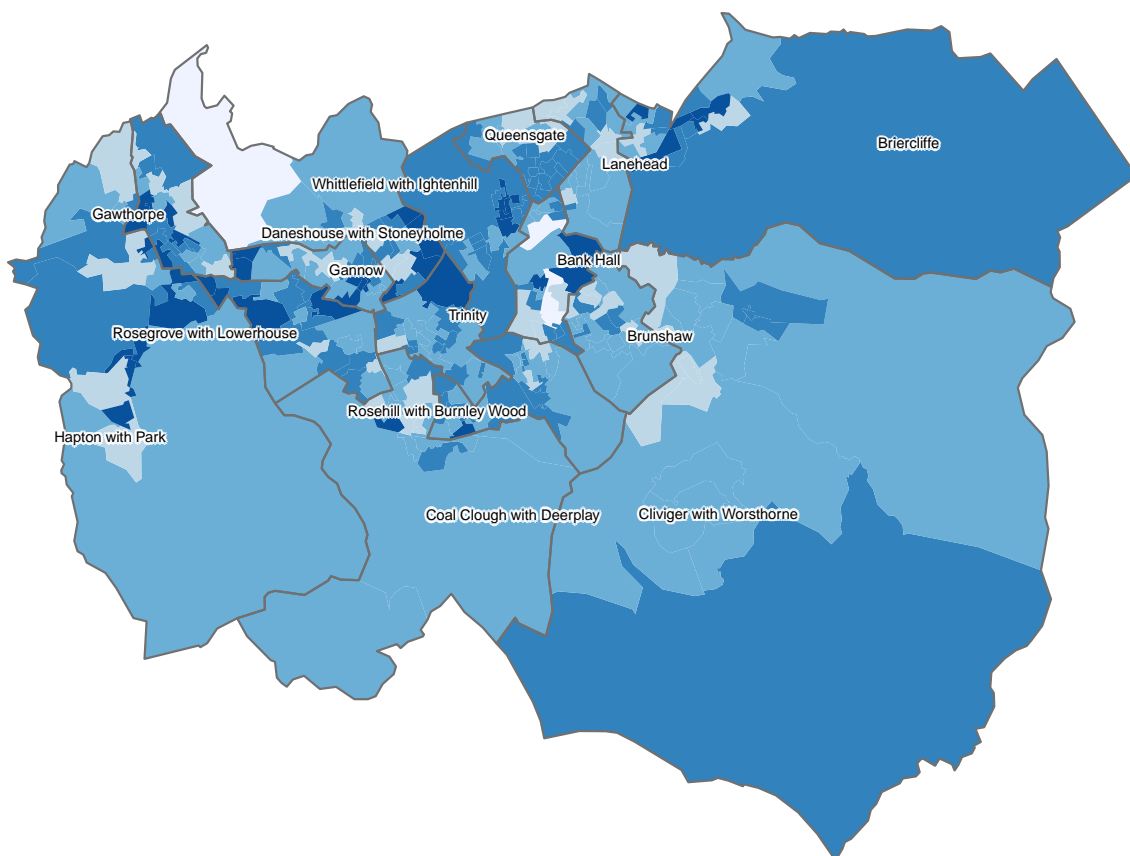 Queensgate
Briercliffe
Lanehead
Whittlefield with Ightenhill
Gawthorpe
Daneshouse with Stoneyholme
Bank Hall
Gannow
Trinity
Rosegrove with Lowerhouse
Brunshaw
Rosehill with Burnley Wood
Hapton with Park
Coal Clough with Deerplay
Cliviger with Worsthorne